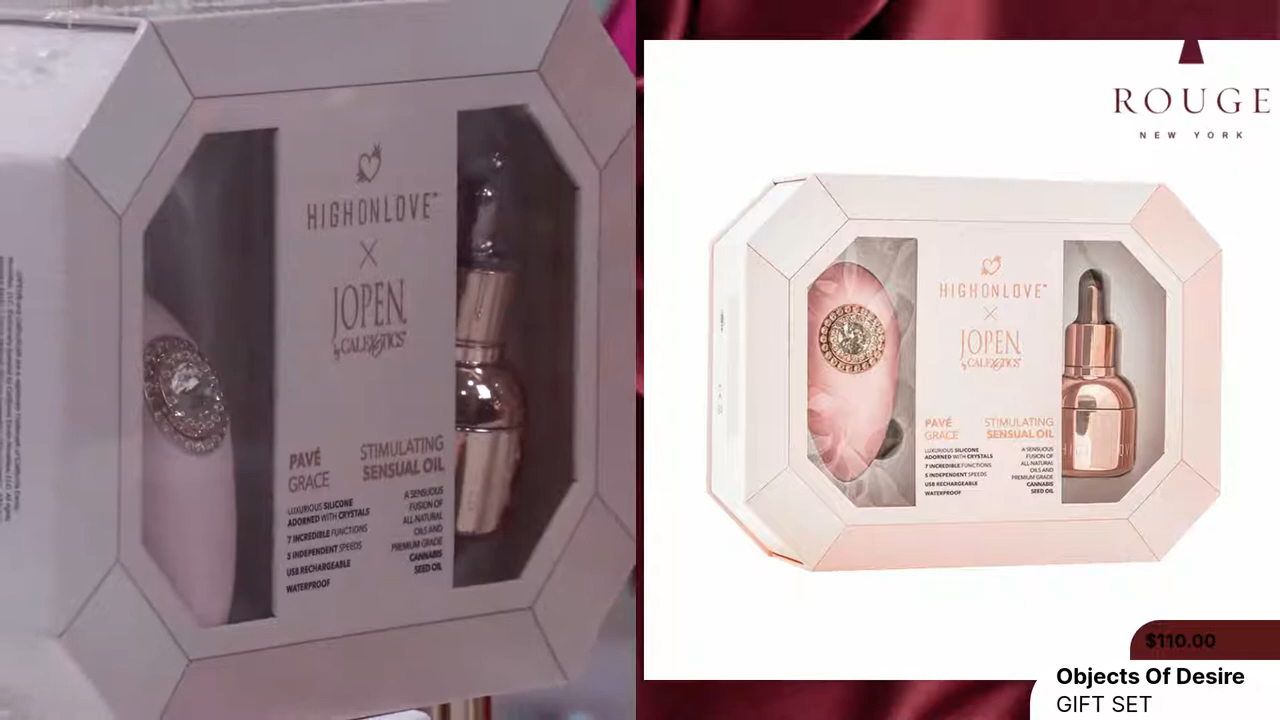 HIGHONLOVE™
JOPEN
by CALEXOTICS
PAVÉ
GRACE
LUXURIOUS SILICONE
ADORNED WITH CRYSTALS
7 INCREDIBLE FUNCTIONS
5 INDEPENDENT SPEEDS
USB RECHARGEABLE
WATERPROOF
STIMULATING
SENSUAL OIL
A SENSUOUS
FUSION OF
ALL-NATURAL
OILS AND
PREMIUM GRADE
CANNABIS
SEED OIL
ROUGE
NEW YORK
HIGHONLOVE™
JOPEN
by CALEXOTICS
PAVÉ
GRACE
LUXURIOUS SILICONE
ADORNED WITH CRYSTALS
7 INCREDIBLE FUNCTIONS
5 INDEPENDENT SPEEDS
USB RECHARGEABLE
WATERPROOF
STIMULATING
SENSUAL OIL
A SENSUOUS
FUSION OF
ALL-NATURAL
OILS AND
PREMIUM GRADE
CANNABIS
SEED OIL
$110.00
Objects Of Desire
GIFT SET